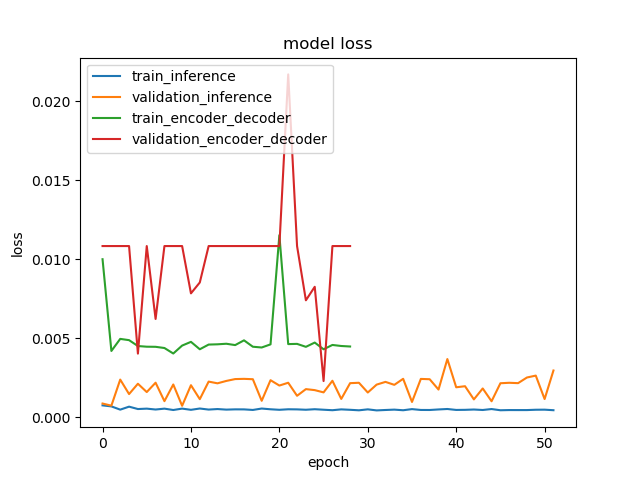 model loss
train_inference
validation_inference
train_encoder_decoder
validation_encoder_decoder
loss
0.020
0.015
0.010
0.005
0.000
0 10 20 30 40 50
epoch